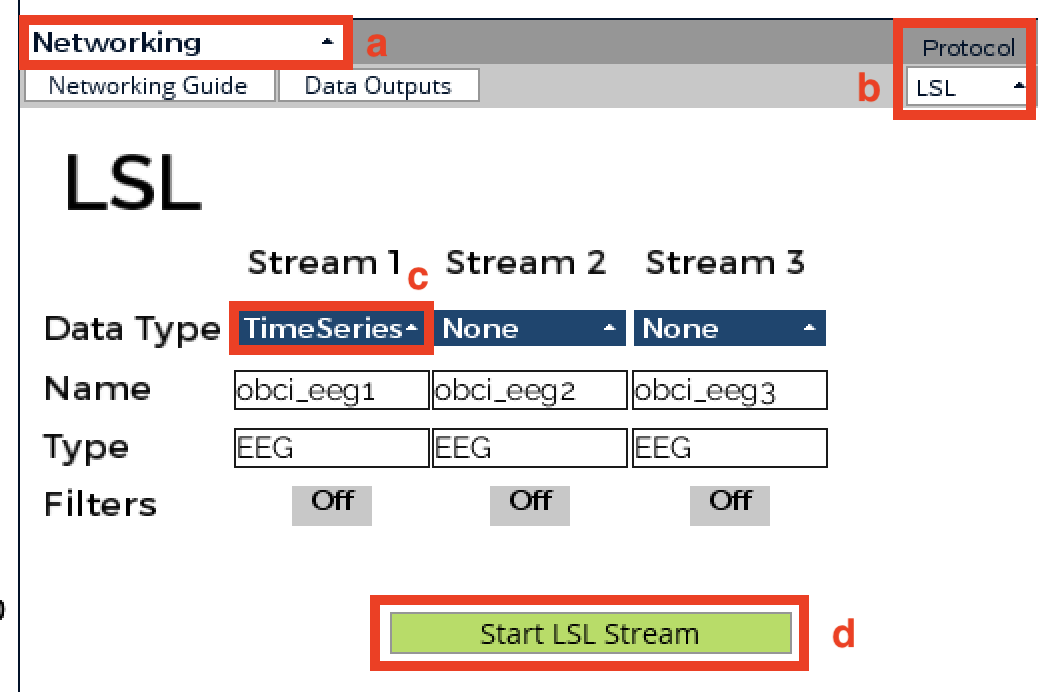 Networking a Protocol
Networking Guide Data Outputs b LSL
LSL
Stream 1 c Stream 2 Stream 3
Data Type TimeSeries None None
Name obci_eeg1 obci_eeg2 obci_eeg3
Type EEG EEG EEG
Filters Off Off Off
Start LSL Stream d